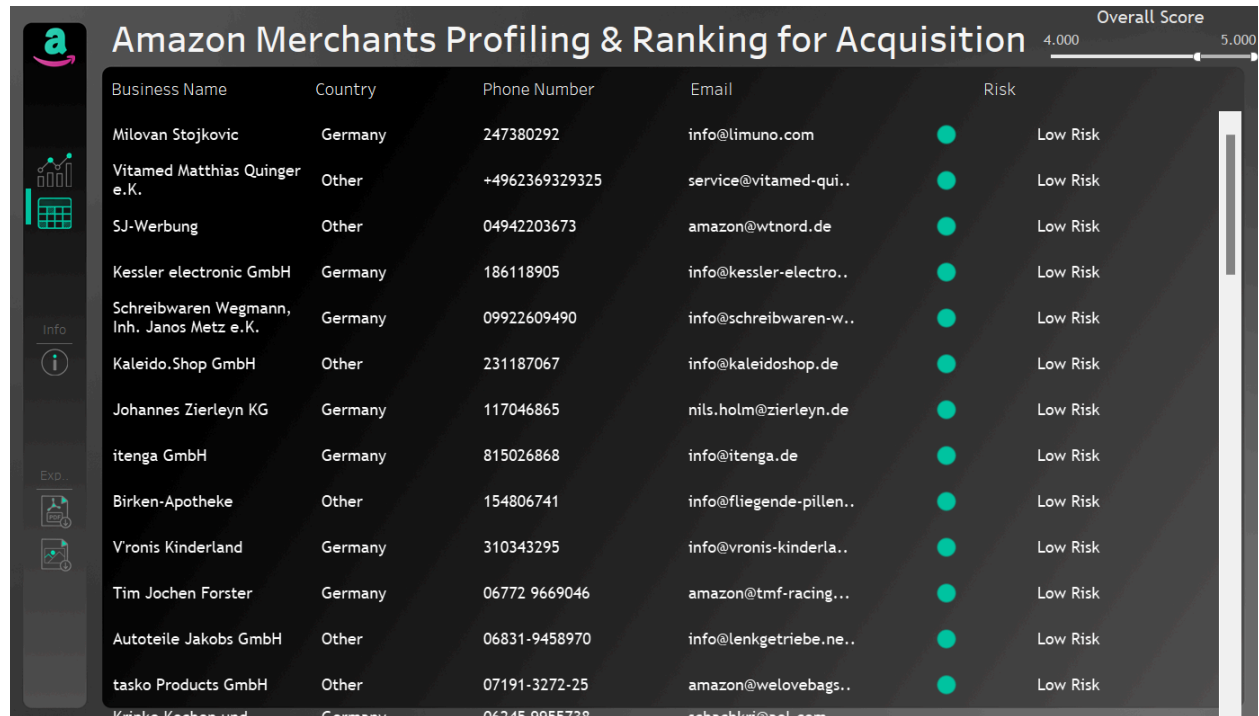 a
Amazon Merchants Profiling & Ranking for Acquisition
Overall Score
4.000 5.000
Business Name Country Phone Number Email Risk
Milovan Stojkovic Germany 247380292 info@limuno.com Low Risk
Vitamed Matthias Quinger
e.K. Other +4962369329325 service@vitamed-qui.. Low Risk
SJ-Werbung Other 04942203673 amazon@wtnord.de Low Risk
Kessler electronic GmbH Germany 186118905 info@kessler-electro.. Low Risk
Schreibwaren Wegmann,
Inh. Janos Metz e.K. Germany 09922609490 info@schreibwaren-w.. Low Risk
Info
Kaleido.Shop GmbH Other 231187067 info@kaleidoshop.de Low Risk
Johannes Zierleyn KG Germany 117046865 nils.holm@zierleyn.de Low Risk
itenga GmbH Germany 815026868 info@itenga.de Low Risk
Exp..
Birken-Apotheke Other 154806741 info@fliegende-pillen.. Low Risk
PDF
V'ronis Kinderland Germany 310343295 info@vronis-kinderla.. Low Risk
Tim Jochen Forster Germany 06772 9669046 amazon@tmf-racing... Low Risk
Autoteile Jakobs GmbH Other 06831-9458970 info@lenkgetriebe.ne.. Low Risk
tasko Products GmbH Other 07191-3272-25 amazon@welovebags.. Low Risk